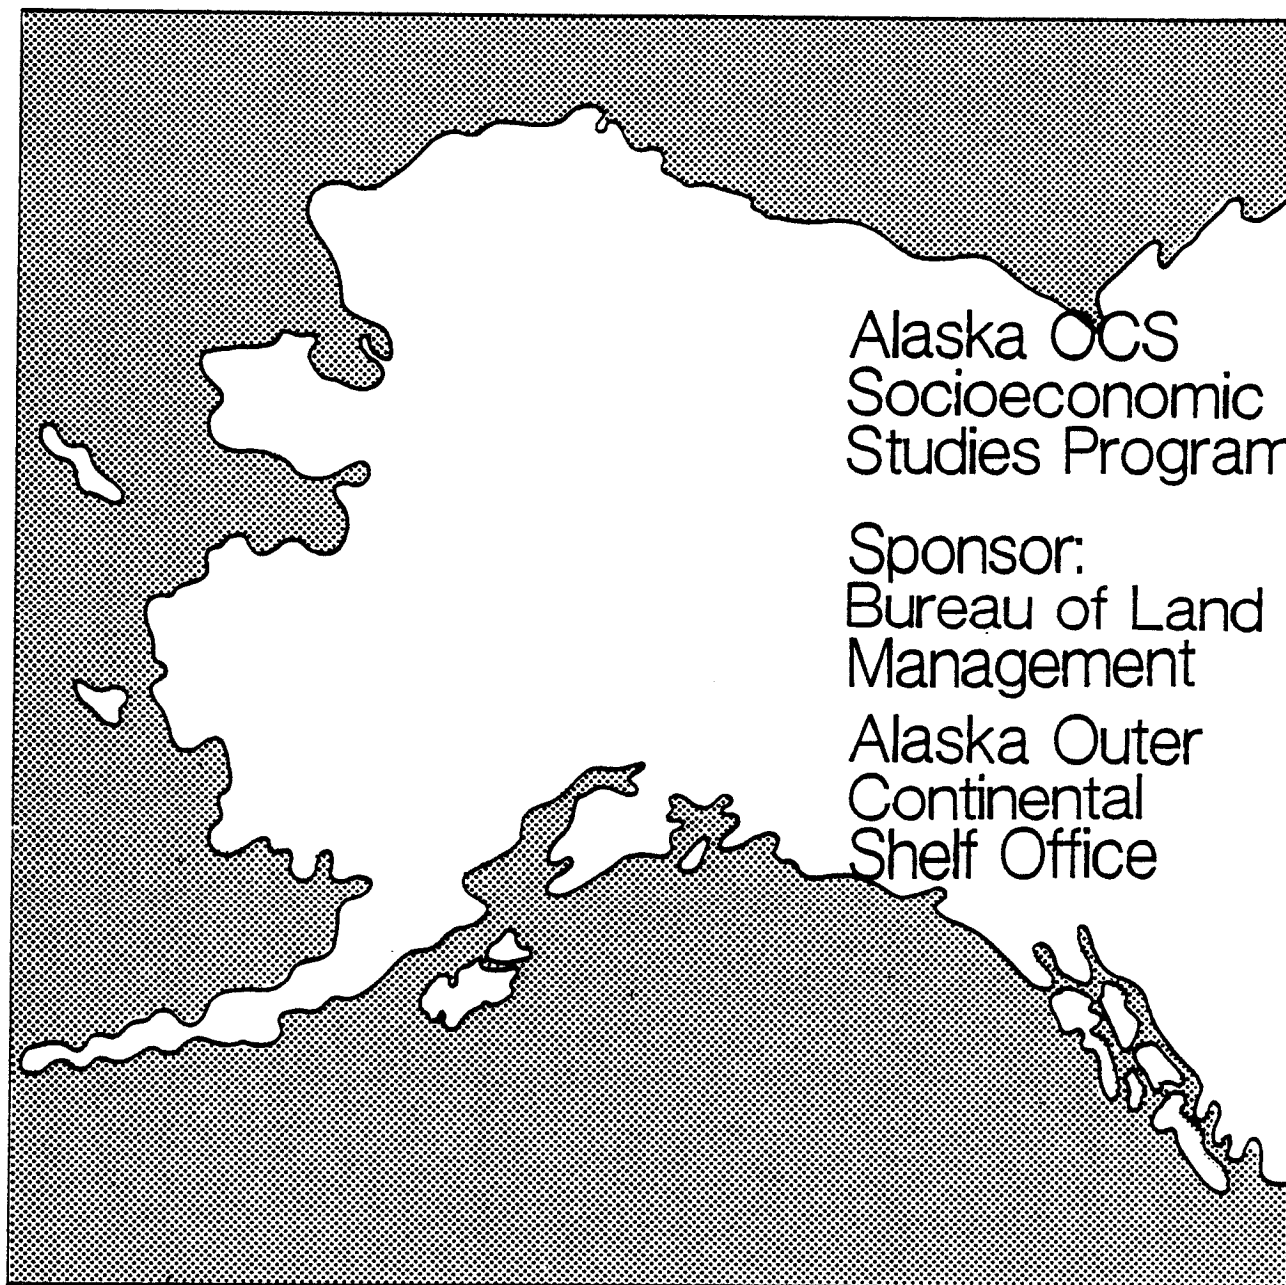 Alaska OCS
Socioeconomic
Studies Program
Sponsor:
Bureau of Land
Management
Alaska Outer
Continental
Shelf Office